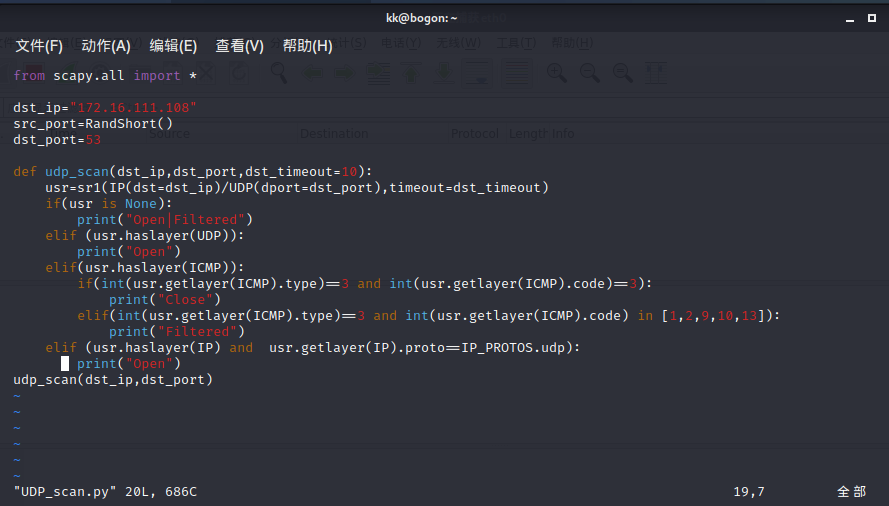 kk@bogon: ~
文件(F) 动作(A) 编辑(E) 查看(V) 帮助(H)
from scapy.all import *
dst_ip="172.16.111.108"
src_port=RandShort()
dst_port=53
Source Destination Protocol Length Info
def udp_scan(dst_ip,dst_port,dst_timeout=10):
    usr=sr1(IP(dst=dst_ip)/UDP(dport=dst_port),timeout=dst_timeout)
    if(usr is None):
        print("Open|Filtered")
    elif (usr.haslayer(UDP)):
        print("Open")
    elif(usr.haslayer(ICMP)):
        if(int(usr.getlayer(ICMP).type)==3 and int(usr.getlayer(ICMP).code)==3):
            print("Close")
        elif(int(usr.getlayer(ICMP).type)==3 and int(usr.getlayer(ICMP).code) in [1,2,9,10,13]):
            print("Filtered")
    elif (usr.haslayer(IP) and  usr.getlayer(IP).proto==IP_PROTOS.udp):
        print("Open")
udp_scan(dst_ip,dst_port)
~
~
~
~
~
~
"UDP_scan.py" 20L, 686C 19,7 全部